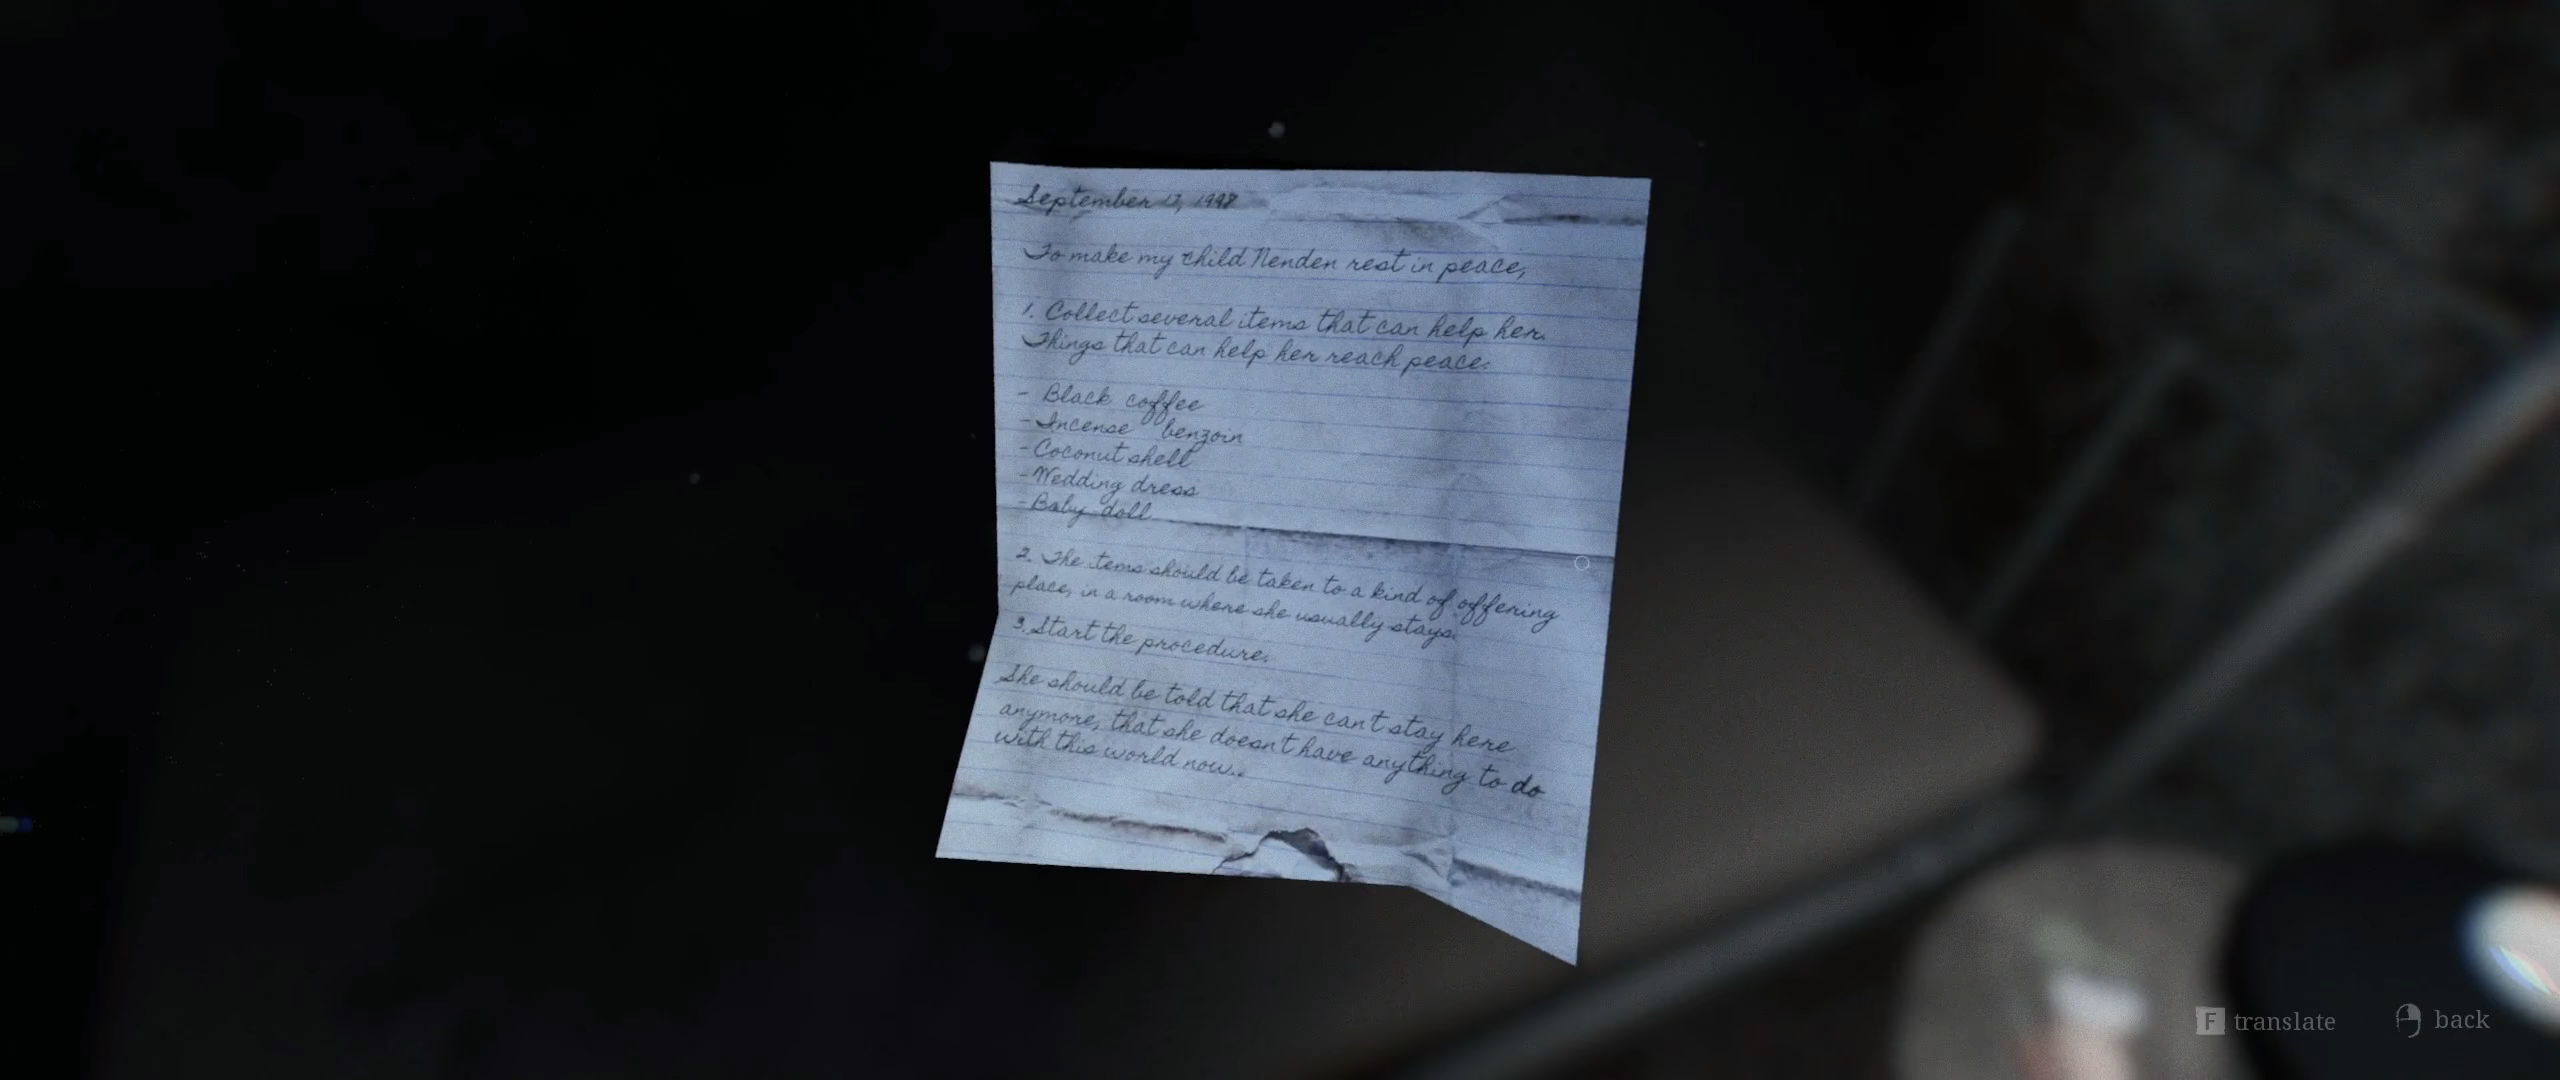 September 17, 1998
To make my child Nenden rest in peace,
1. Collect several items that can help her.
Things that can help her reach peace:
- Black coffee
- Incense benzoin
- Coconut shell
- Wedding dress
- Baby doll
2. The items should be taken to a kind of offering
place, in a room where she usually stays.
3. Start the procedure.
She should be told that she can't stay here
anymore, that she doesn't have anything to do
with this world now..
F translate
back